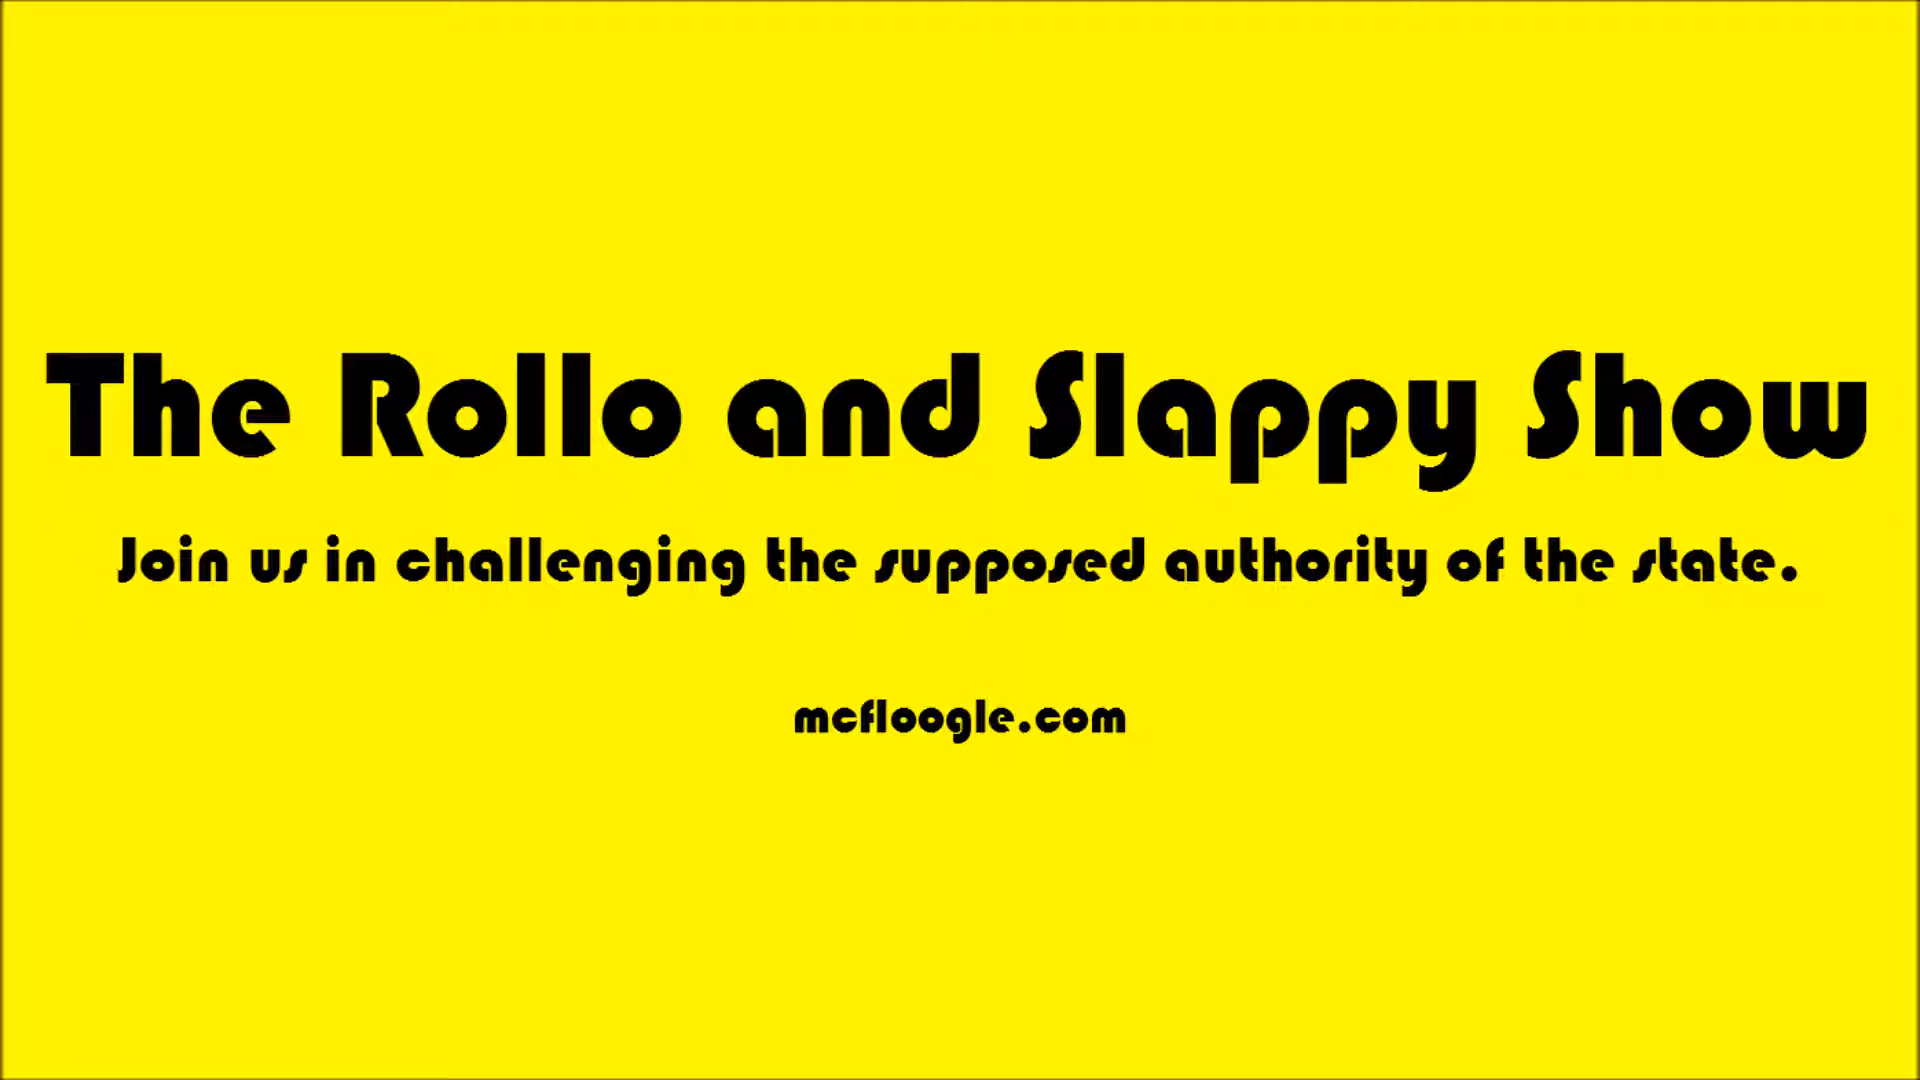 The Rollo and Slappy Show
Join us in challenging the supposed authority of the state.
mcfloogle.com